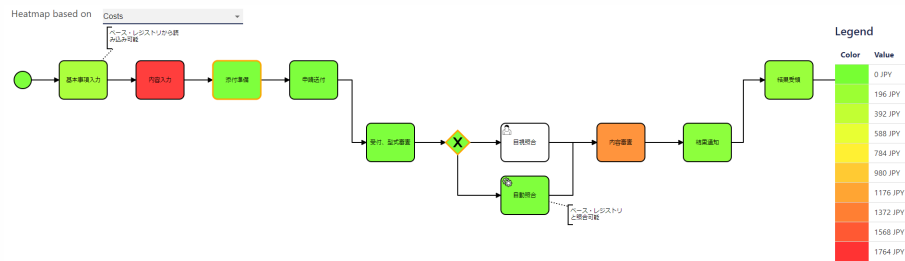 Heatmap based on
Costs
ベース・レジストリから読
み込み可能
基本事項入力
内容入力
添付準備
申請送付
受付、型式審査
X
目視照合
自動照合
ベース・レジストリ
と照合可能
内容審査
結果通知
結果受領
Legend
Color Value
0 JPY
196 JPY
392 JPY
588 JPY
784 JPY
980 JPY
1176 JPY
1372 JPY
1568 JPY
1764 JPY